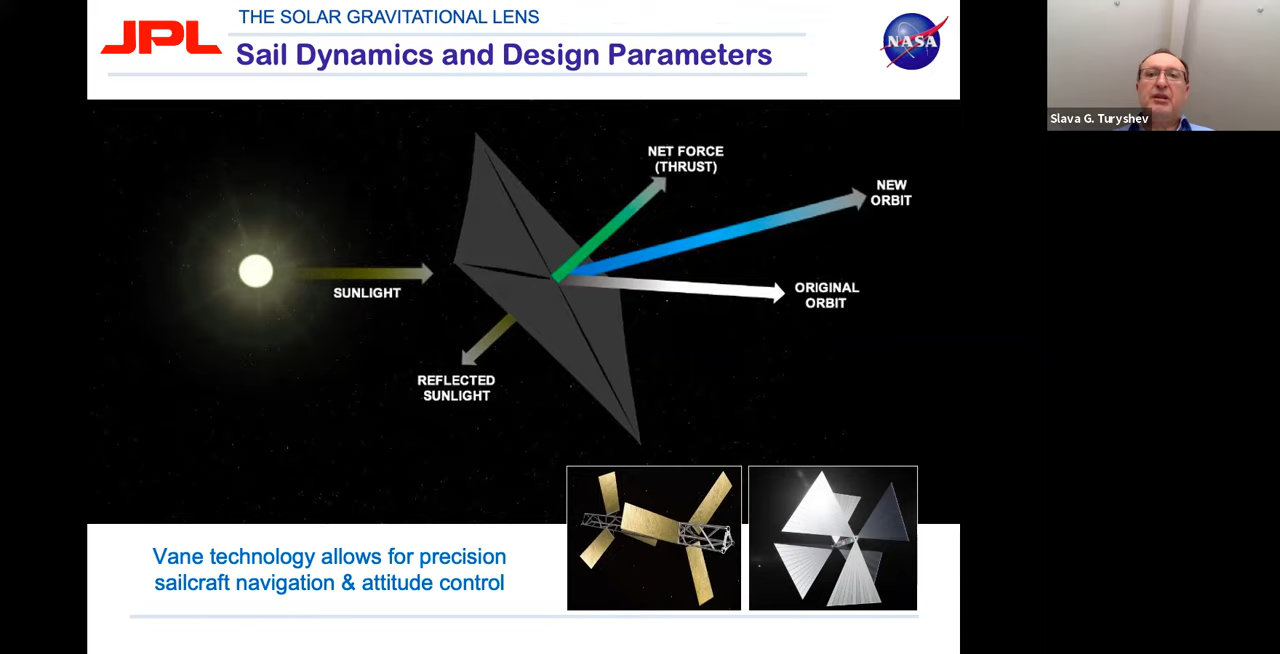 JPL
THE SOLAR GRAVITATIONAL LENS
Sail Dynamics and Design Parameters
NASA
Slava G. Turyshev
NET FORCE
(THRUST)
NEW
ORBIT
SUNLIGHT
ORIGINAL
ORBIT
REFLECTED
SUNLIGHT
Vane technology allows for precision
sailcraft navigation & attitude control